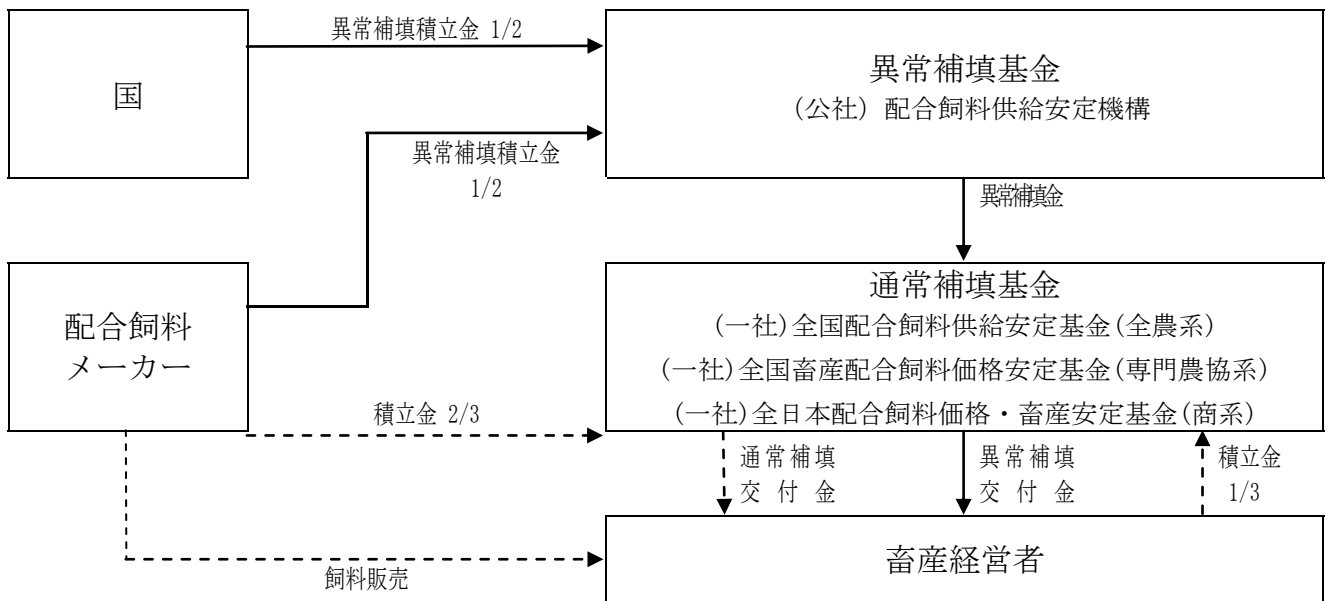 異常補填積立金 1/2
国
異常補填基金
(公社) 配合飼料供給安定機構
異常補填積立金
1/2
異常補填金
配合飼料
メーカー
通常補填基金
(一社)全国配合飼料供給安定基金(全農系)
(一社)全国畜産配合飼料価格安定基金(専門農協系)
(一社)全日本配合飼料価格・畜産安定基金(商系)
積立金 2/3
通常補填
交付金
異常補填
交付金
積立金
1/3
飼料販売
畜産経営者